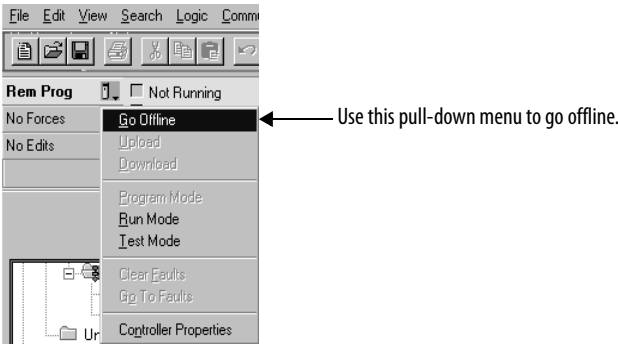 File Edit View Search Logic
Rem Prog Not Running
No Forces
Go Offline
Use this pull-down menu to go offline.
Upload
No Edits
Download
Program Mode
Run Mode
Test Mode
Clear Faults
Go To Faults
Controller Properties